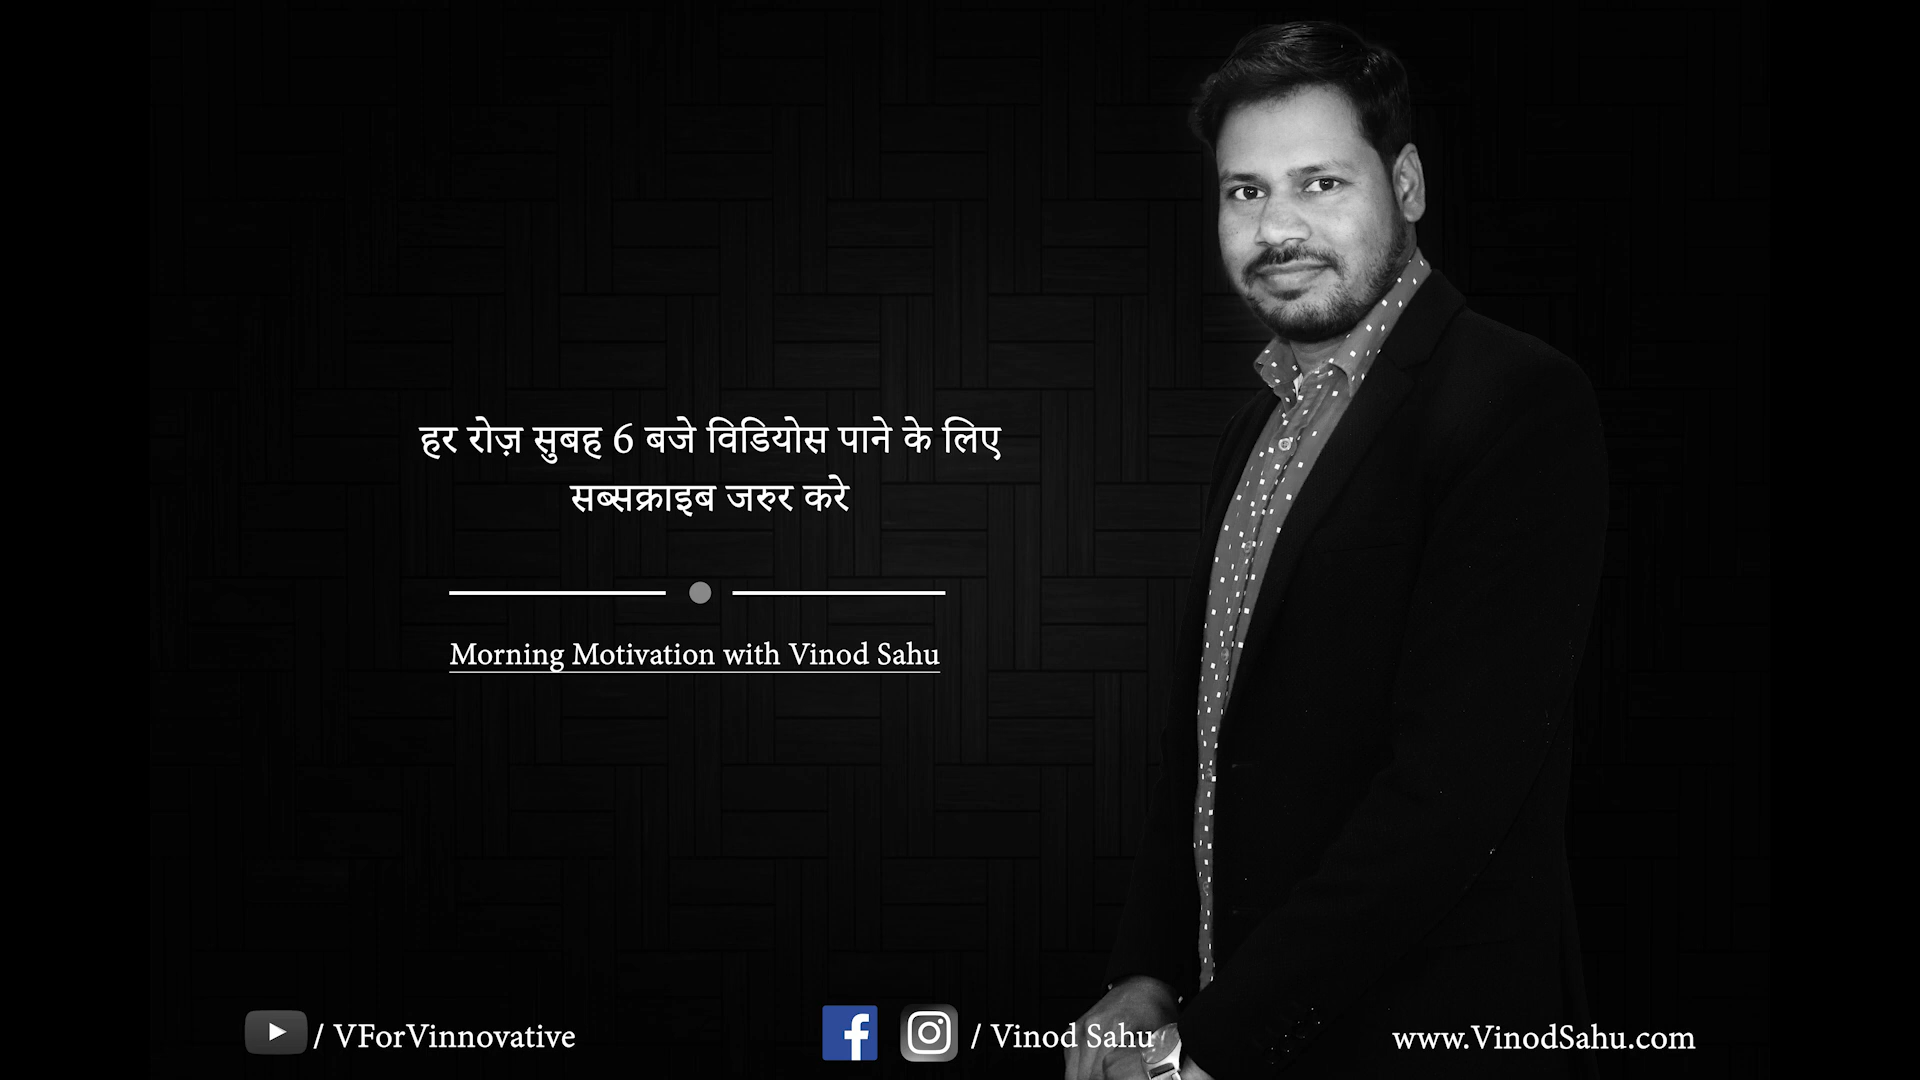 हर रोज़ सुबह 6 बजे विडियोस पाने के लिए
सब्सक्राइब जरुर करे
Morning Motivation with Vinod Sahu
/ VForVinnovative
/ Vinod Sahu
www.VinodSahu.com